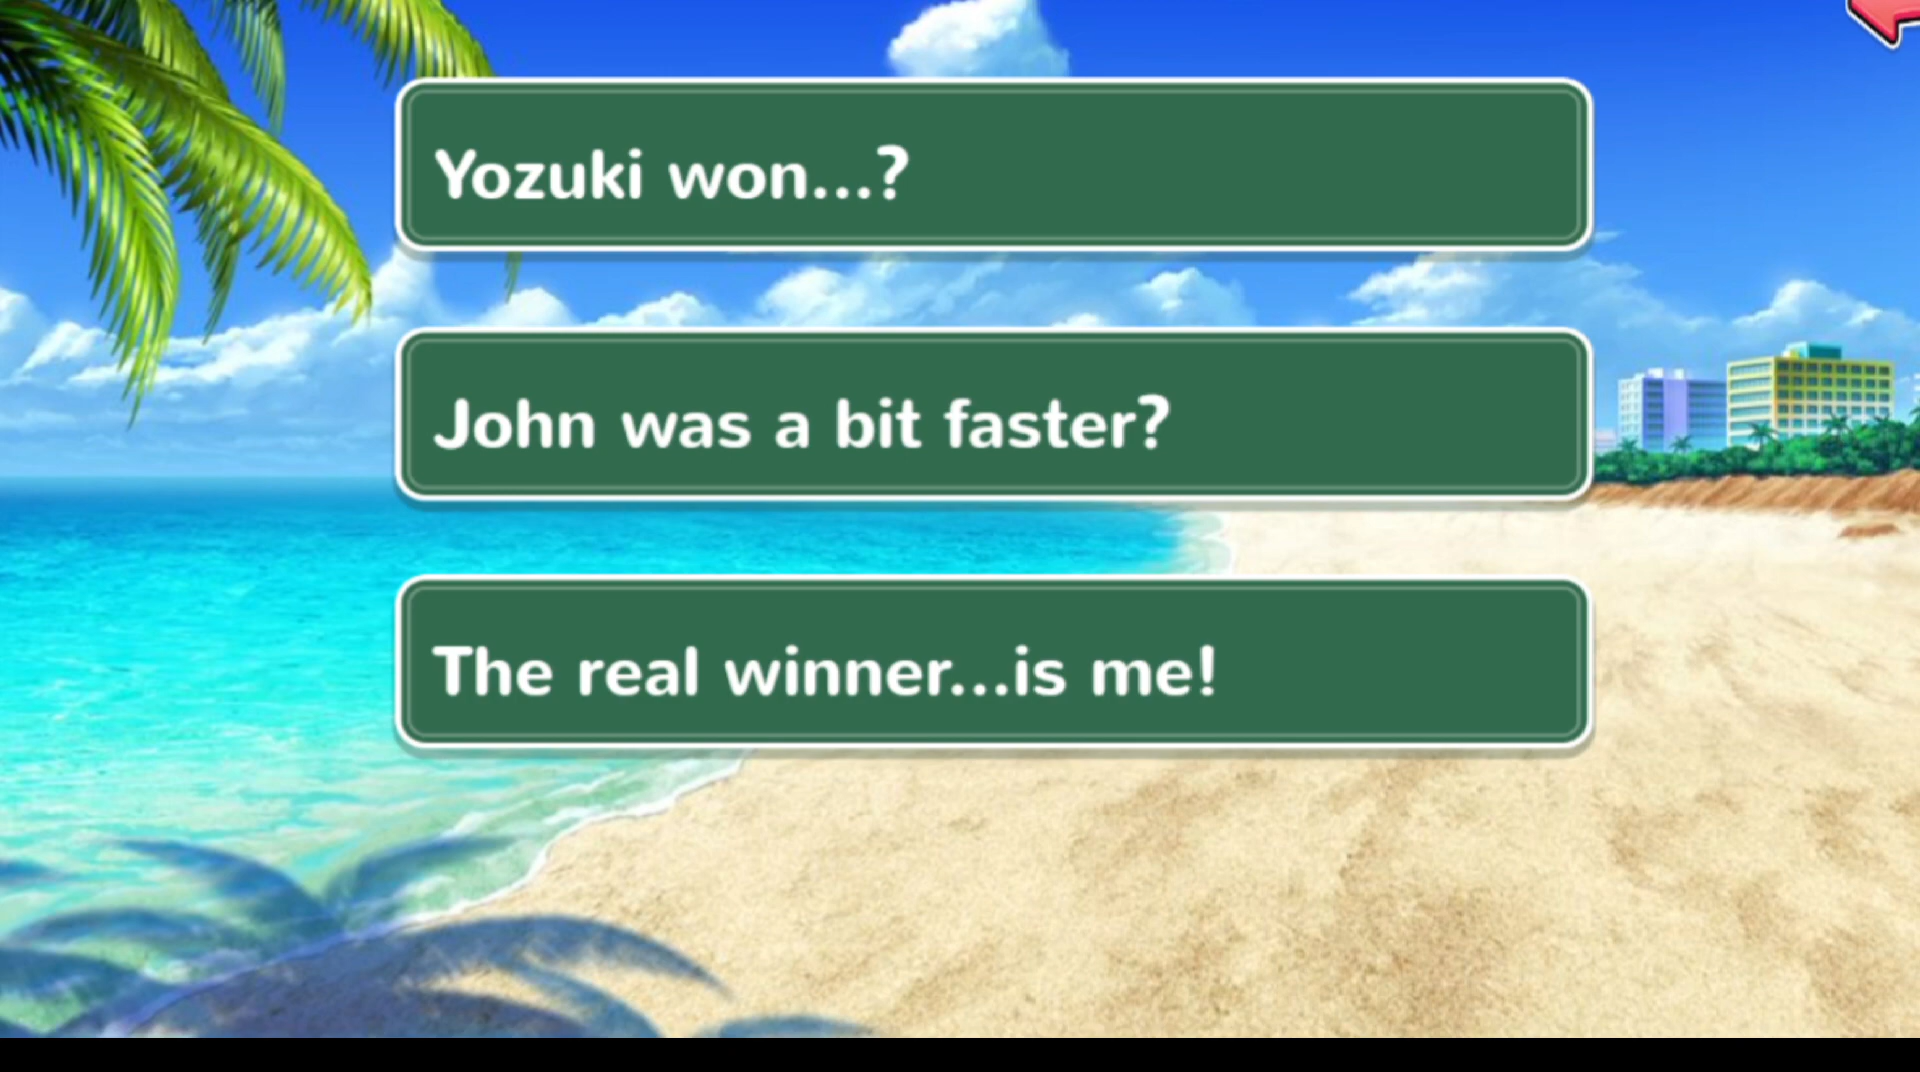 Yozuki won...?
John was a bit faster?
The real winner...is me!